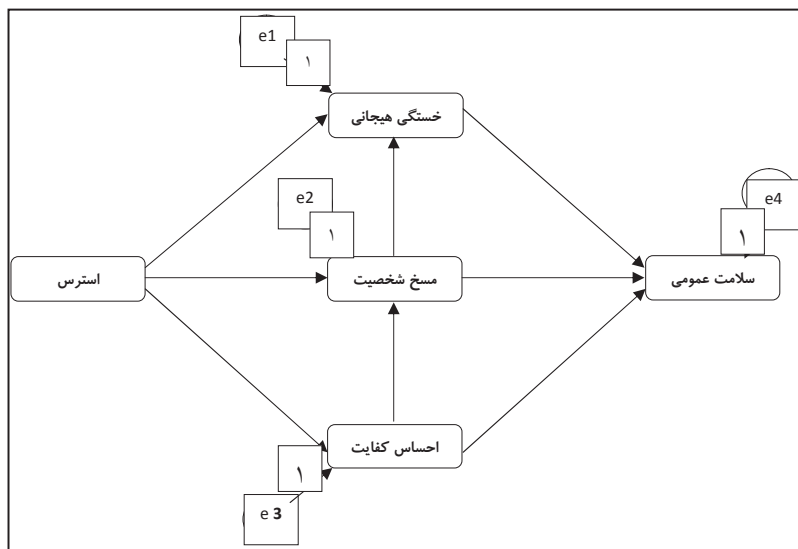 e1
۱
خستگی هیجانی
e2
۱
e4
۱
استرس
مسخ شخصیت
سلامت عمومی
احساس کفایت
۱
e 3